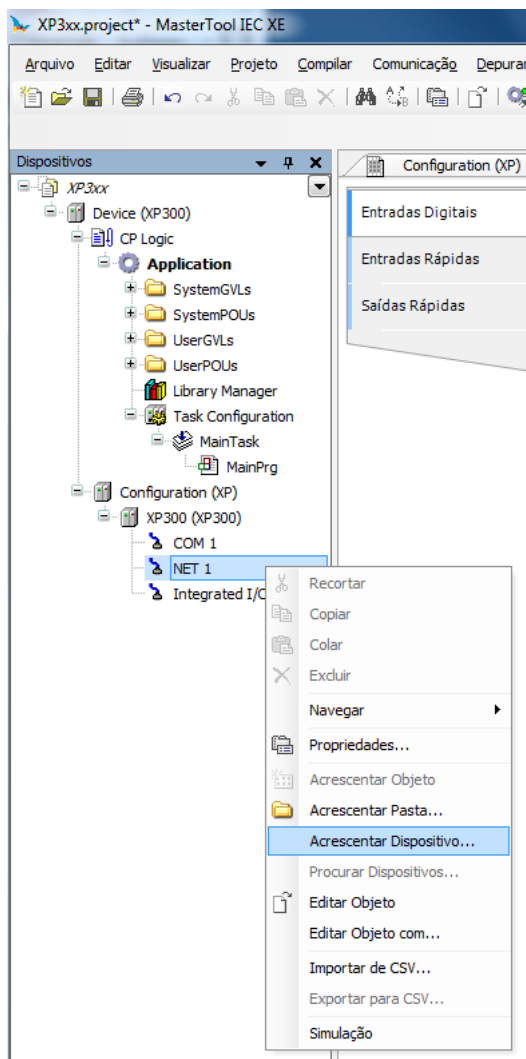 XP3xx.project* - MasterTool IEC XE
Arquivo Editar Visualizar Projeto Compilar Comunicação Depurar
Dispositivos
XP3xx
Device (XP300)
CP Logic
Application
SystemGVLs
SystemPOUs
UserGVLs
UserPOUs
Library Manager
Task Configuration
MainTask
MainPrg
Configuration (XP)
XP300 (XP300)
COM 1
NET 1
Integrated I/O
Configuration (XP)
Entradas Digitais
Entradas Rápidas
Saídas Rápidas
Recortar
Copiar
Colar
Excluir
Navegar
Propriedades...
Acrescentar Objeto
Acrescentar Pasta...
Acrescentar Dispositivo...
Procurar Dispositivos...
Editar Objeto
Editar Objeto com...
Importar de CSV...
Exportar para CSV...
Simulação